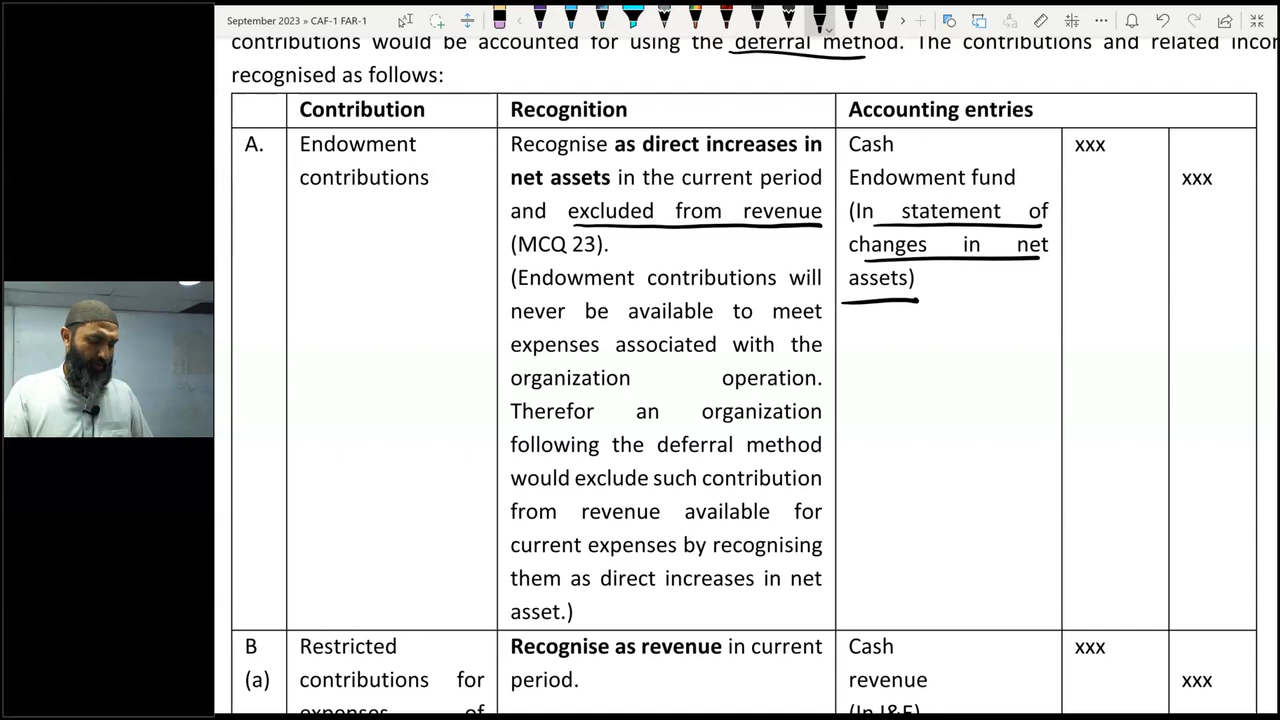 September 2023 » CAF-1 FAR-1
contributions would be accounted for using the deferral method. The contributions and related incom
recognised as follows:
Contribution Recognition Accounting entries
A. Endowment contributions
Recognise as direct increases in
net assets in the current period
and excluded from revenue
(MCQ 23).
(Endowment contributions will
never be available to meet
expenses associated with the
organization operation.
Therefor an organization
following the deferral method
would exclude such contribution
from revenue available for
current expenses by recognising
them as direct increases in net
asset.)
Cash xxx
Endowment fund xxx
(In statement of
changes in net
assets)
B (a) Restricted
contributions for
expenses of
Recognise as revenue in current
period.
Cash xxx
revenue xxx
(In I&E)